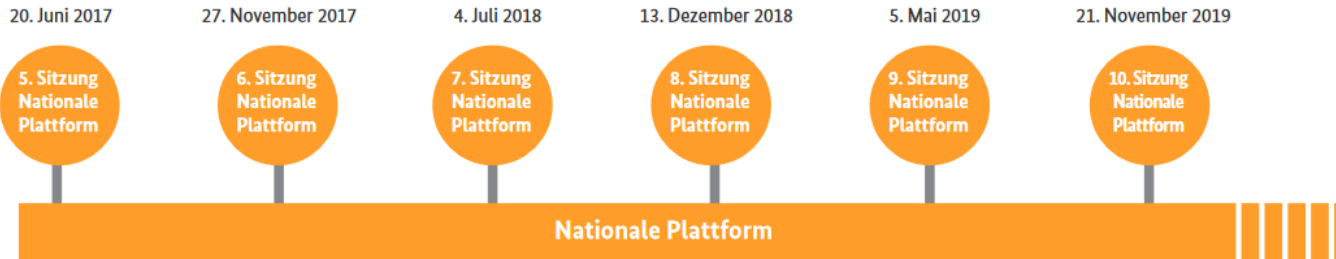 20. Juni 2017
27. November 2017
4. Juli 2018
13. Dezember 2018
5. Mai 2019
21. November 2019
5. Sitzung
Nationale
Plattform
6. Sitzung
Nationale
Plattform
7. Sitzung
Nationale
Plattform
8. Sitzung
Nationale
Plattform
9. Sitzung
Nationale
Plattform
10. Sitzung
Nationale
Plattform
Nationale Plattform